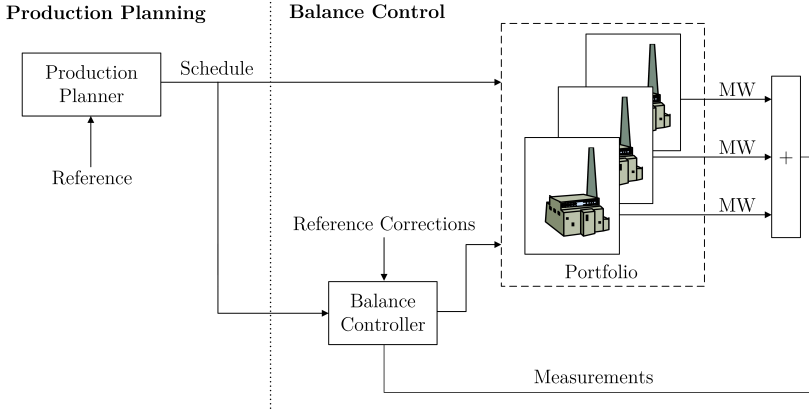 Production Planning
Balance Control
Production
Planner
Schedule
Reference
MW
MW
MW
+
Reference Corrections
Portfolio
Balance
Controller
Measurements